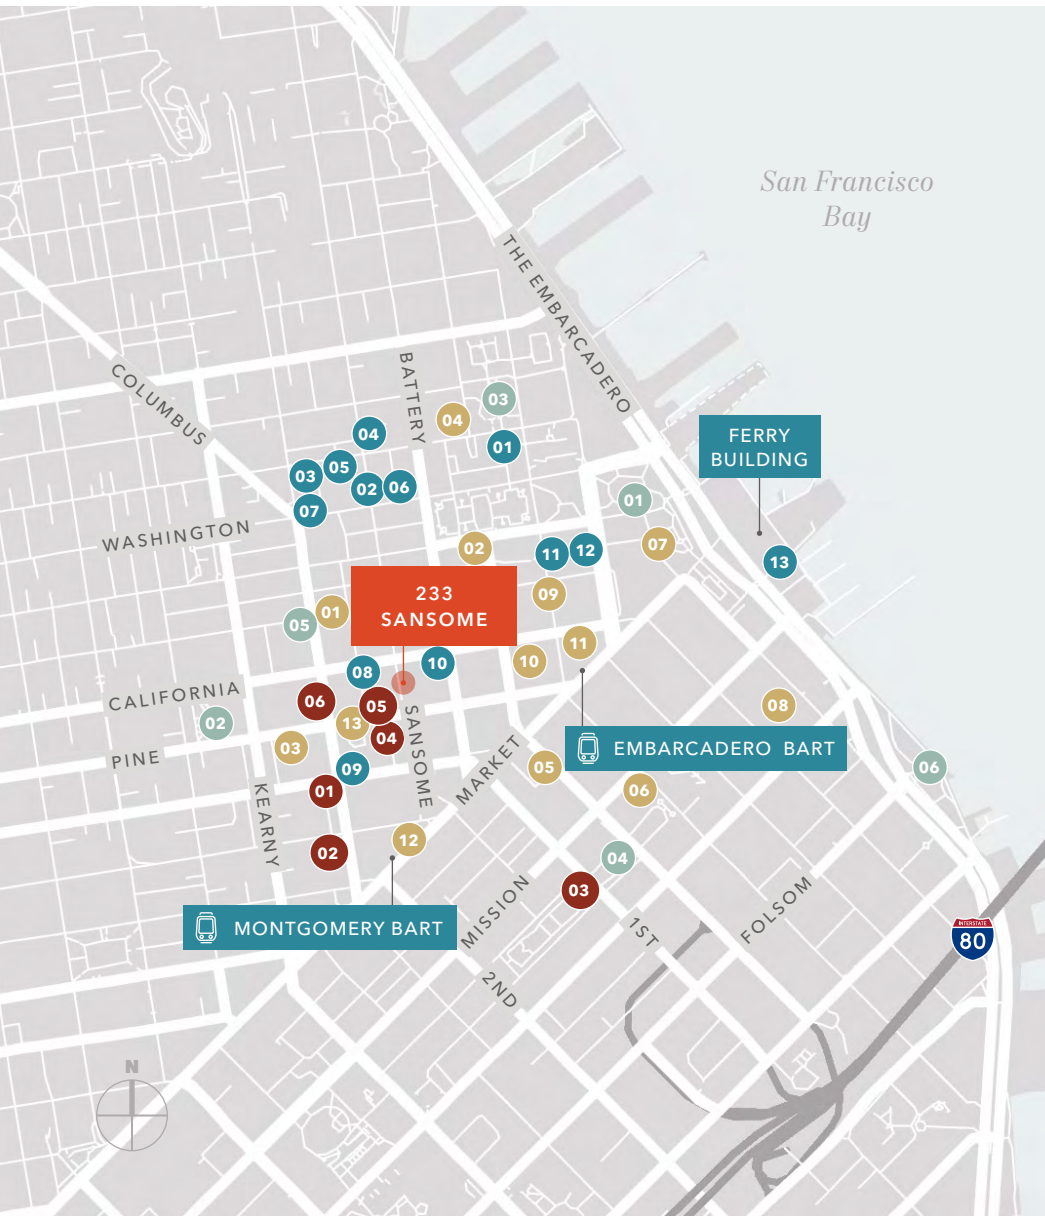 San Francisco
Bay
THE EMBARCADERO
BATTERY
COLUMBUS
03
04
01
04
05
03
02
06
07
FERRY
BUILDING
01
WASHINGTON
02
11
12
07
13
233
SANSOME
09
01
05
11
10
10
08
CALIFORNIA
06
05
08
02
13
04
SANSOME
03
PINE
EMBARCADERO BART
MARKET
05
06
09
06
01
KEARNY
12
02
04
03
MONTGOMERY BART
MISSION
1ST
FOLSOM
INTERSTATE
80
2ND
N